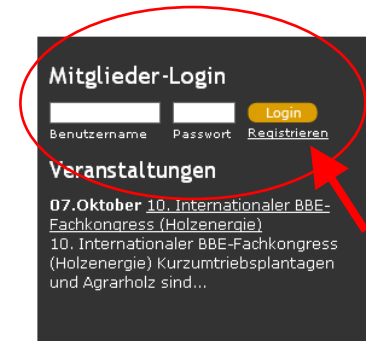 Mitglieder-Login
Login
Benutzername Passwort Registrieren
Veranstaltungen
07.Oktober 10. Internationaler BBE-
Fachkongress (Holzenergie)
10. Internationaler BBE-Fachkongress
(Holzenergie) Kurzumtriebsplantagen
und Agrarholz sind...